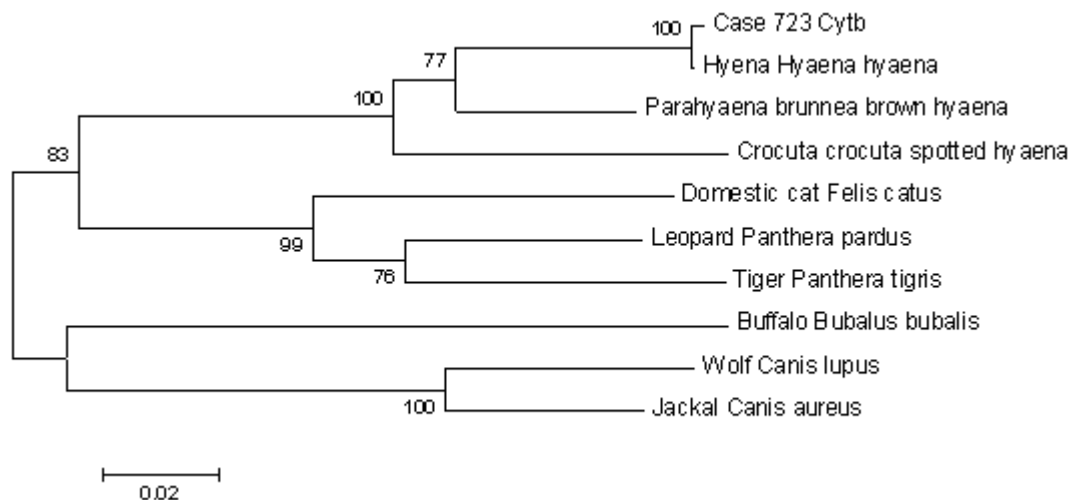 100
Case 723 Cytb
Hyena Hyaena hyaena
77
Parahyaena brunnea brown hyaena
100
Crocuta crocuta spotted hyaena
83
Domestic cat Felis catus
99
Leopard Panthera pardus
76
Tiger Panthera tigris
Buffalo Bubalus bubalis
Wolf Canis lupus
100
Jackal Canis aureus
0.02